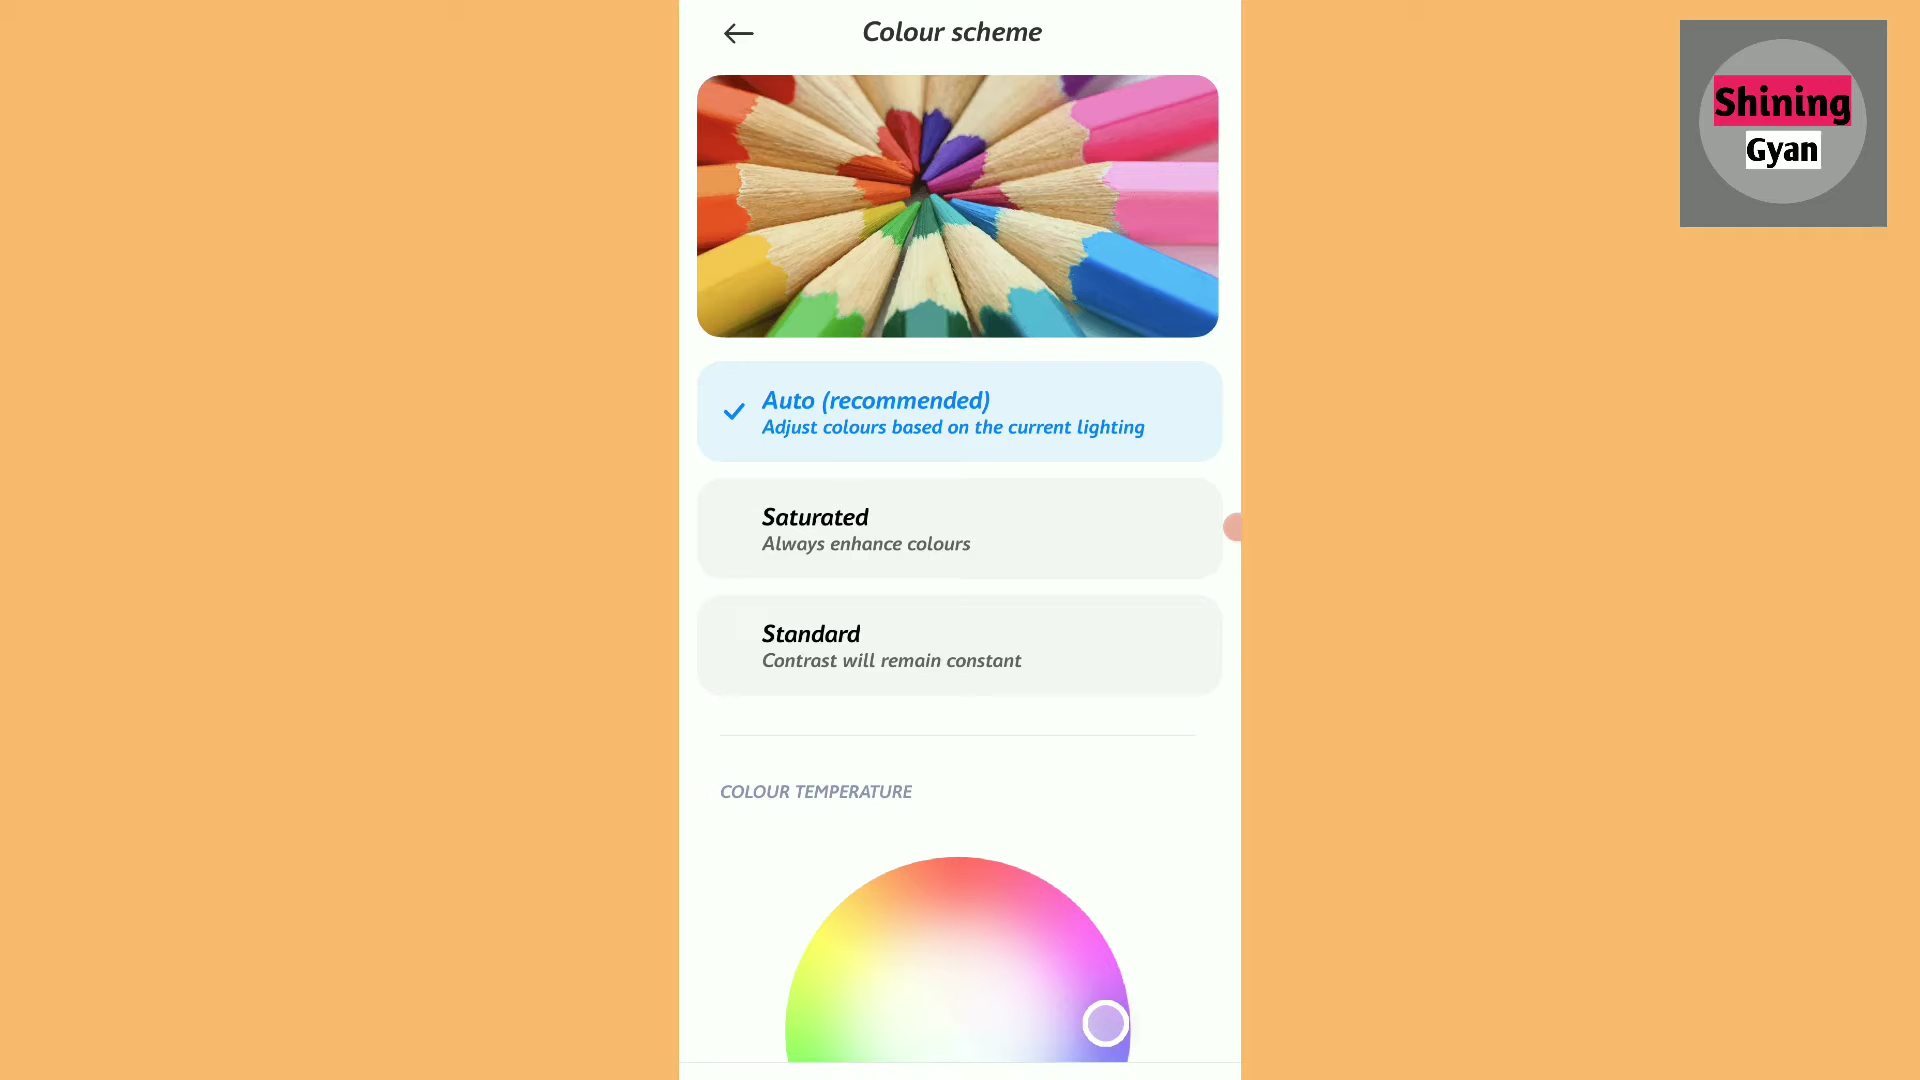 Colour scheme
Shining
Gyan
Auto (recommended)
Adjust colours based on the current lighting
Saturated
Always enhance colours
Standard
Contrast will remain constant
COLOUR TEMPERATURE